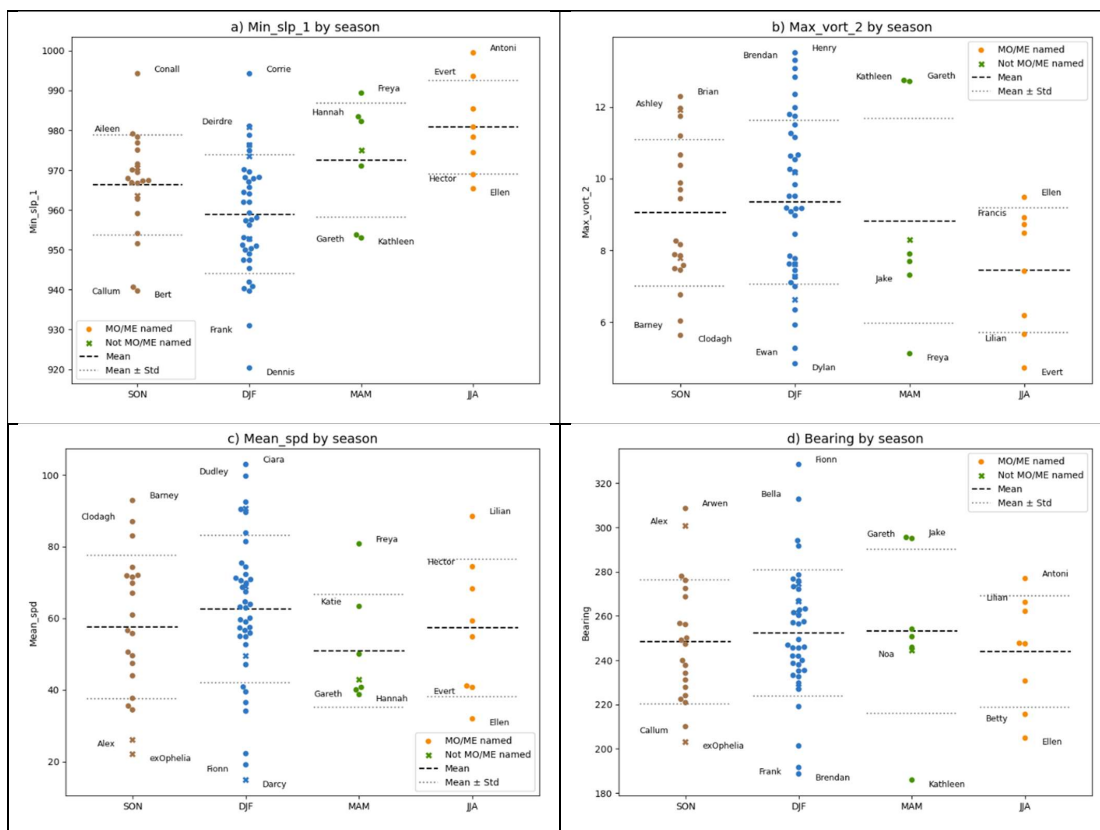 a) Min_slp_1 by season
Min_slp_1
1000
990
980
970
960
950
940
930
920
Conall
Aileen
Callum
Bert
Corrie
Deirdre
Frank
Dennis
Freya
Hannah
Gareth
Kathleen
Antoni
Evert
Hector
Ellen
MO/ME named
Not MO/ME named
Mean
Mean ± Std
SON
DJF
MAM
JJA
b) Max_vort_2 by season
Max_vort_2
12
10
8
6
Ashley
Brian
Barney
Clodagh
Brendan
Henry
Ewan
Dylan
Kathleen
Gareth
Jake
Freya
Ellen
Francis
Lilian
Evert
MO/ME named
Not MO/ME named
Mean
Mean ± Std
SON
DJF
MAM
JJA
c) Mean_spd by season
Mean_spd
100
80
60
40
20
Barney
Clodagh
Alex
exOphelia
Ciara
Dudley
Fionn
Darcy
Freya
Katie
Gareth
Hannah
Lilian
Hector
Evert
Ellen
MO/ME named
Not MO/ME named
Mean
Mean ± Std
SON
DJF
MAM
JJA
d) Bearing by season
Bearing
320
300
280
260
240
220
200
180
Arwen
Alex
Callum
exOphelia
Fionn
Bella
Frank
Brendan
Gareth
Jake
Noa
Kathleen
Antoni
Lilian
Betty
Ellen
MO/ME named
Not MO/ME named
Mean
Mean ± Std
SON
DJF
MAM
JJA